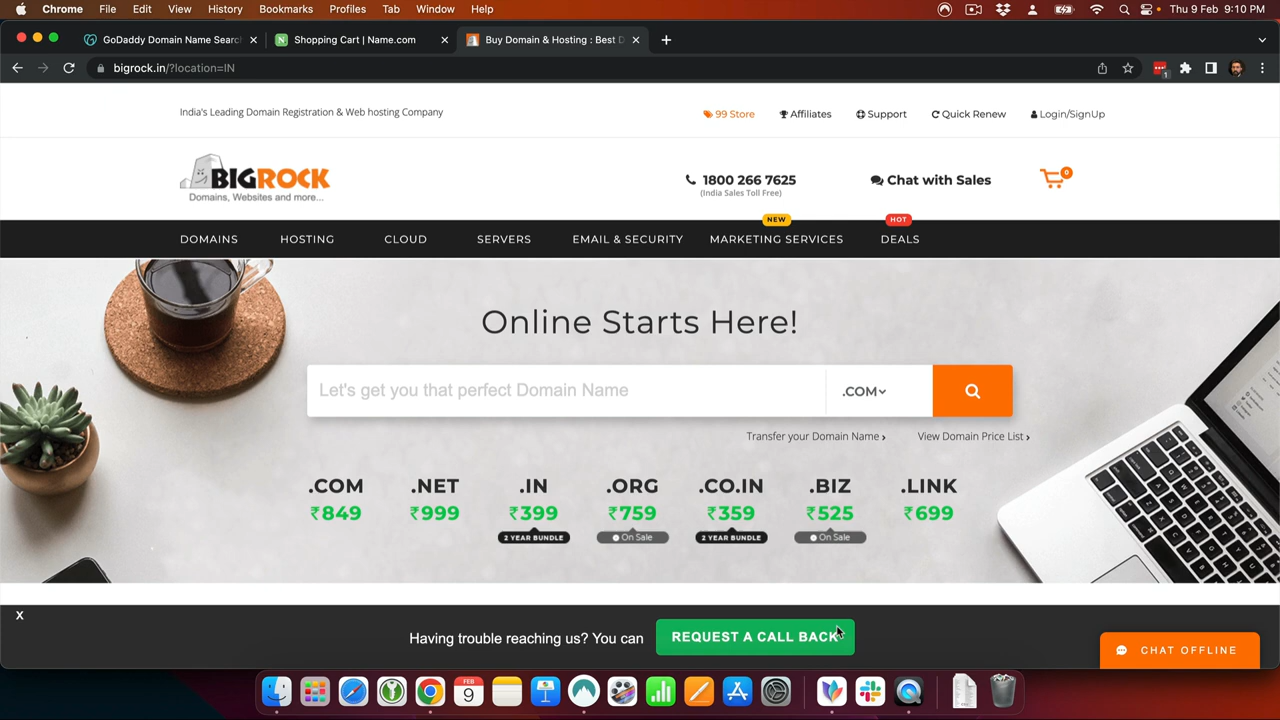 Chrome File Edit View History Bookmarks Profiles Tab Window Help Thu 9 Feb 9:10 PM
GoDaddy Domain Name Searc Shopping Cart | Name.com Buy Domain & Hosting : Best D
bigrock.in/?location=IN
1
India's Leading Domain Registration & Web hosting Company 99 Store Affiliates Support Quick Renew Login/SignUp
BIGROCK
Domains, Websites and more...
1800 266 7625
(India Sales Toll Free)
Chat with Sales
0
NEW HOT
DOMAINS HOSTING CLOUD SERVERS EMAIL & SECURITY MARKETING SERVICES DEALS
Online Starts Here!
Let's get you that perfect Domain Name .COM
Transfer your Domain Name › View Domain Price List ›
.COM .NET .IN .ORG .CO.IN .BIZ .LINK
₹849 ₹999 ₹399 ₹759 ₹359 ₹525 ₹699
2 YEAR BUNDLE On Sale 2 YEAR BUNDLE On Sale
X
Having trouble reaching us? You can REQUEST A CALL BACK
CHAT OFFLINE
FEB
9